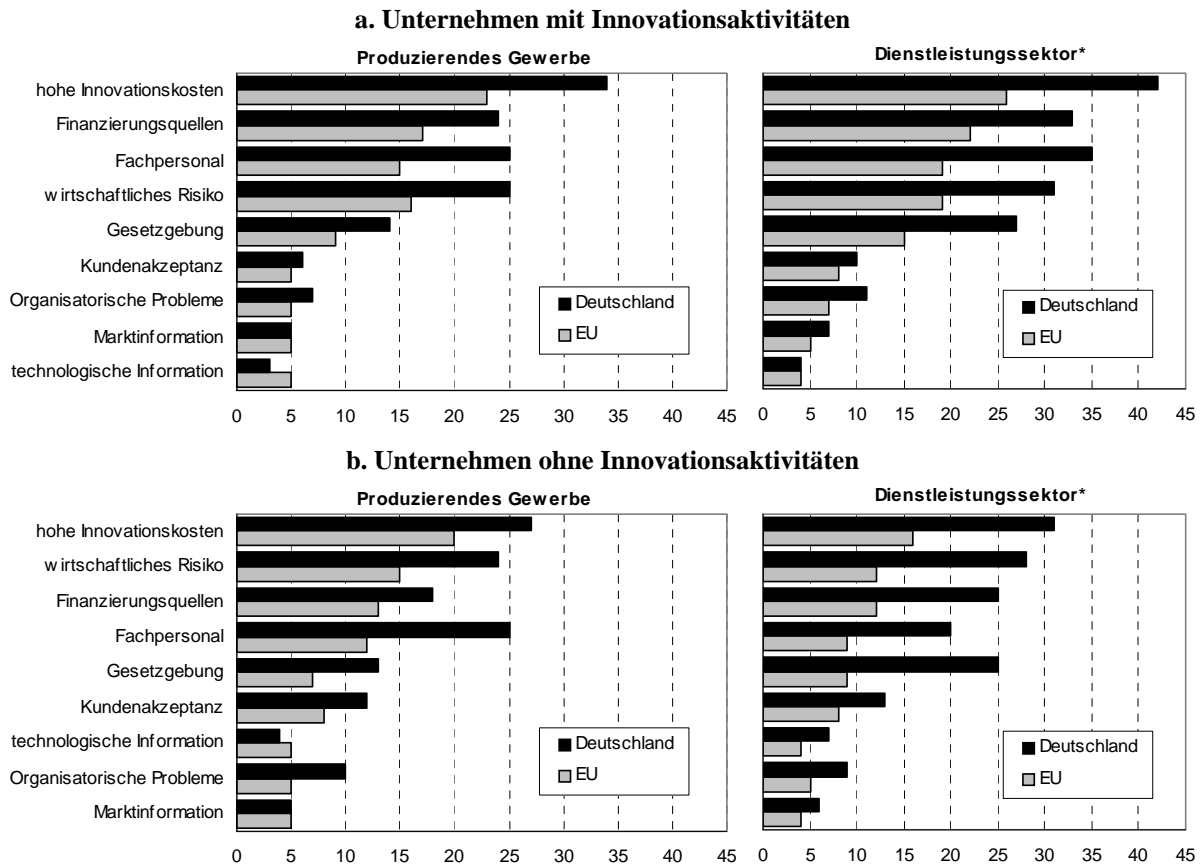 a. Unternehmen mit Innovationsaktivitäten
Produzierendes Gewerbe
Dienstleistungssektor*
hohe Innovationskosten
Finanzierungsquellen
Fachpersonal
wirtschaftliches Risiko
Gesetzgebung
Kundenakzeptanz
Organisatorische Probleme
Marktinformation
technologische Information
Deutschland
EU
Deutschland
EU
0 5 10 15 20 25 30 35 40 45
0 5 10 15 20 25 30 35 40 45
b. Unternehmen ohne Innovationsaktivitäten
Produzierendes Gewerbe
Dienstleistungssektor*
hohe Innovationskosten
wirtschaftliches Risiko
Finanzierungsquellen
Fachpersonal
Gesetzgebung
Kundenakzeptanz
technologische Information
Organisatorische Probleme
Marktinformation
Deutschland
EU
Deutschland
EU
0 5 10 15 20 25 30 35 40 45
0 5 10 15 20 25 30 35 40 45